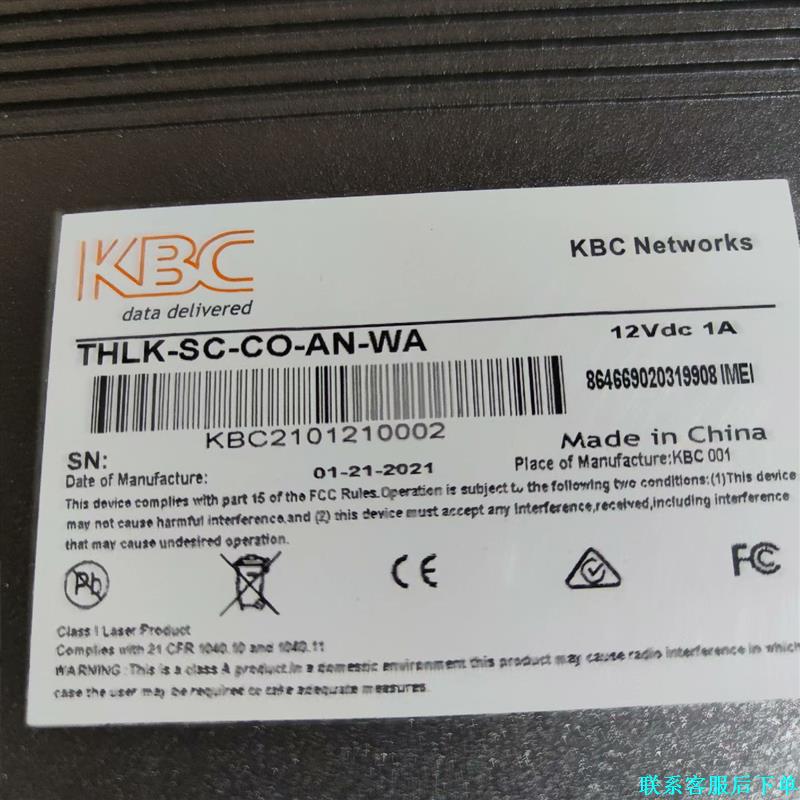 KBC
data delivered
KBC Networks
THLK-SC-CO-AN-WA
12Vdc 1A
864669020319908 IMEI
KBC2101210002
SN:
Made in China
Date of Manufacture: 01-21-2021
Place of Manufacture:KBC 001
This device complies with part 15 of the FCC Rules.Operation is subject to the following two conditions:(1)This device
may not cause harmful interference,and (2) this device must accept any interference,received,including interference
that may cause undesired operation.
Pb
CE
FC
Class I Laser Product
Complies with 21 CFR 1040.10 and 1040.11
WARNING: This is a class A product.In a domestic environment this product may cause radio interference in which
case the user may be required to take adequate measures.
联系客服后下单